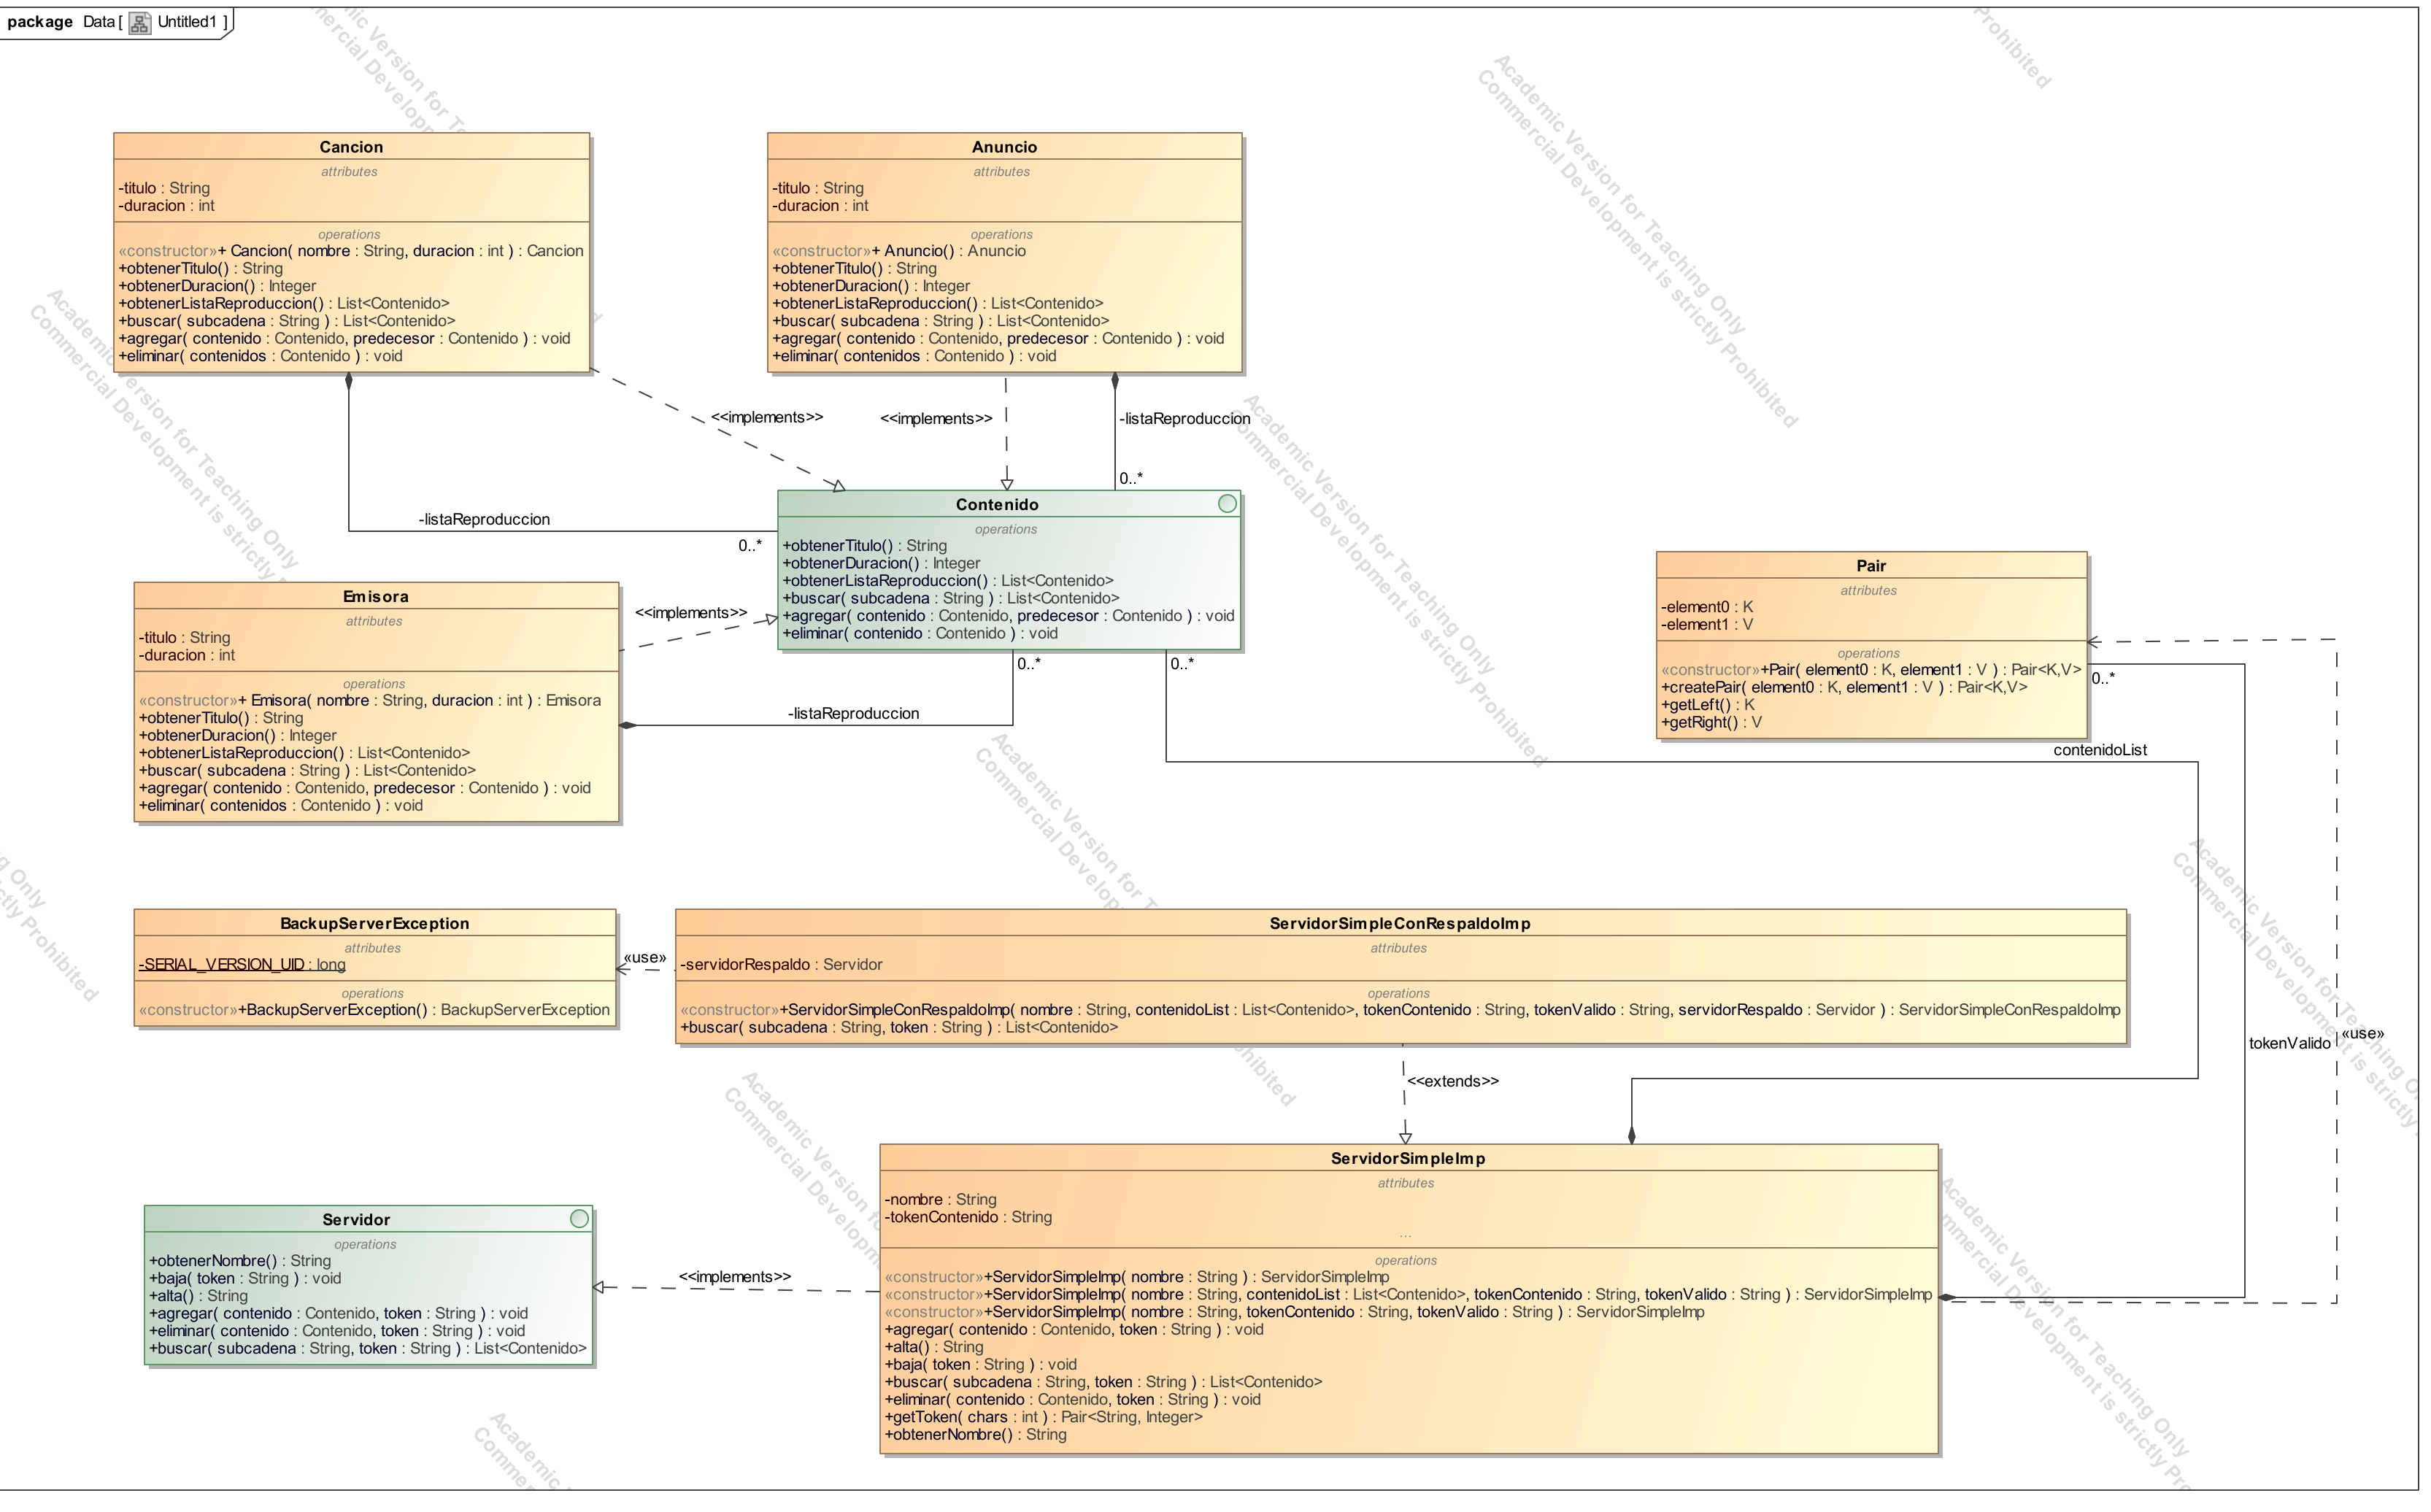 package Data [ Untitled1 ]
Cancion
attributes
-titulo : String
-duracion : int
operations
«constructor»+ Cancion( nombre : String, duracion : int ) : Cancion
+obtenerTitulo() : String
+obtenerDuracion() : Integer
+obtenerListaReproduccion() : List<Contenido>
+buscar( subcadena : String ) : List<Contenido>
+agregar( contenido : Contenido, predecesor : Contenido ) : void
+eliminar( contenidos : Contenido ) : void
Anuncio
attributes
-titulo : String
-duracion : int
operations
«constructor»+ Anuncio() : Anuncio
+obtenerTitulo() : String
+obtenerDuracion() : Integer
+obtenerListaReproduccion() : List<Contenido>
+buscar( subcadena : String ) : List<Contenido>
+agregar( contenido : Contenido, predecesor : Contenido ) : void
+eliminar( contenidos : Contenido ) : void
<<implements>>
<<implements>>
-listaReproduccion
0..*
-listaReproduccion
0..*
Contenido
operations
+obtenerTitulo() : String
+obtenerDuracion() : Integer
+obtenerListaReproduccion() : List<Contenido>
+buscar( subcadena : String ) : List<Contenido>
+agregar( contenido : Contenido, predecesor : Contenido ) : void
+eliminar( contenido : Contenido ) : void
Emisora
attributes
-titulo : String
-duracion : int
operations
«constructor»+ Emisora( nombre : String, duracion : int ) : Emisora
+obtenerTitulo() : String
+obtenerDuracion() : Integer
+obtenerListaReproduccion() : List<Contenido>
+buscar( subcadena : String ) : List<Contenido>
+agregar( contenido : Contenido, predecesor : Contenido ) : void
+eliminar( contenidos : Contenido ) : void
<<implements>>
0..*
-listaReproduccion
0..*
Pair
attributes
-element0 : K
-element1 : V
operations
«constructor»+Pair( element0 : K, element1 : V ) : Pair<K,V>
+createPair( element0 : K, element1 : V ) : Pair<K,V>
+getLeft() : K
+getRight() : V
0..*
contenidoList
BackupServerException
attributes
-SERIAL_VERSION_UID : long
operations
«constructor»+BackupServerException() : BackupServerException
«use»
ServidorSimpleConRespaldoImp
attributes
-servidorRespaldo : Servidor
operations
«constructor»+ServidorSimpleConRespaldoImp( nombre : String, contenidoList : List<Contenido>, tokenContenido : String, tokenValido : String, servidorRespaldo : Servidor ) : ServidorSimpleConRespaldoImp
+buscar( subcadena : String, token : String ) : List<Contenido>
<<extends>>
tokenValido
«use»
Servidor
operations
+obtenerNombre() : String
+baja( token : String ) : void
+alta() : String
+agregar( contenido : Contenido, token : String ) : void
+eliminar( contenido : Contenido, token : String ) : void
+buscar( subcadena : String, token : String ) : List<Contenido>
<<implements>>
ServidorSimpleImp
attributes
-nombre : String
-tokenContenido : String
...
operations
«constructor»+ServidorSimpleImp( nombre : String ) : ServidorSimpleImp
«constructor»+ServidorSimpleImp( nombre : String, contenidoList : List<Contenido>, tokenContenido : String, tokenValido : String ) : ServidorSimpleImp
«constructor»+ServidorSimpleImp( nombre : String, tokenContenido : String, tokenValido : String ) : ServidorSimpleImp
+agregar( contenido : Contenido, token : String ) : void
+alta() : String
+baja( token : String ) : void
+buscar( subcadena : String, token : String ) : List<Contenido>
+eliminar( contenido : Contenido, token : String ) : void
+getToken( chars : int ) : Pair<String, Integer>
+obtenerNombre() : String
Academic Version for Teaching Only
Commercial Development is strictly Prohibited